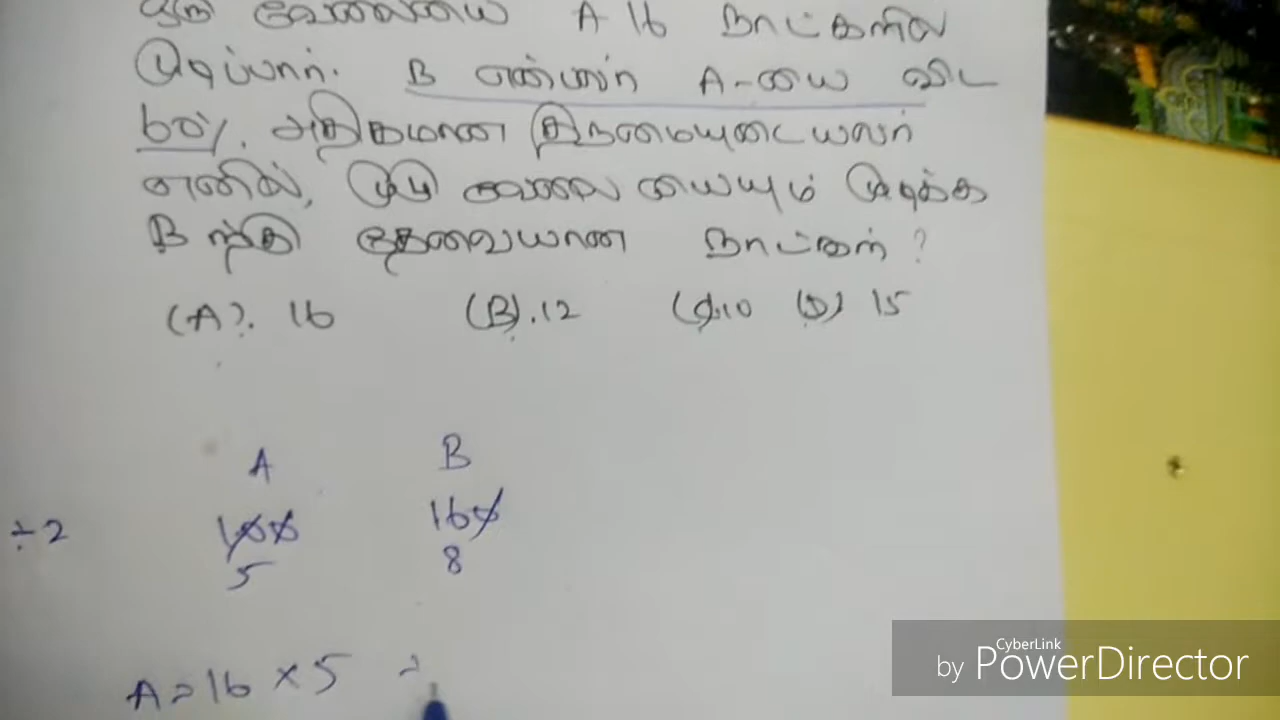 ஒரு வேலையை A 16 நாட்களில்
முடிப்பார். B என்பவர் A-யை விட
60%. அதிகமான திறமையுடையவர்
எனில், முழு வேலை யையும் முடிக்க
B க்கு தேவையான நாட்கள் ?
(A). 16 (B). 12 (C). 10 (D) 15
A B
÷2 100 160
5 8
A = 16 × 5 =
CyberLink
by PowerDirector